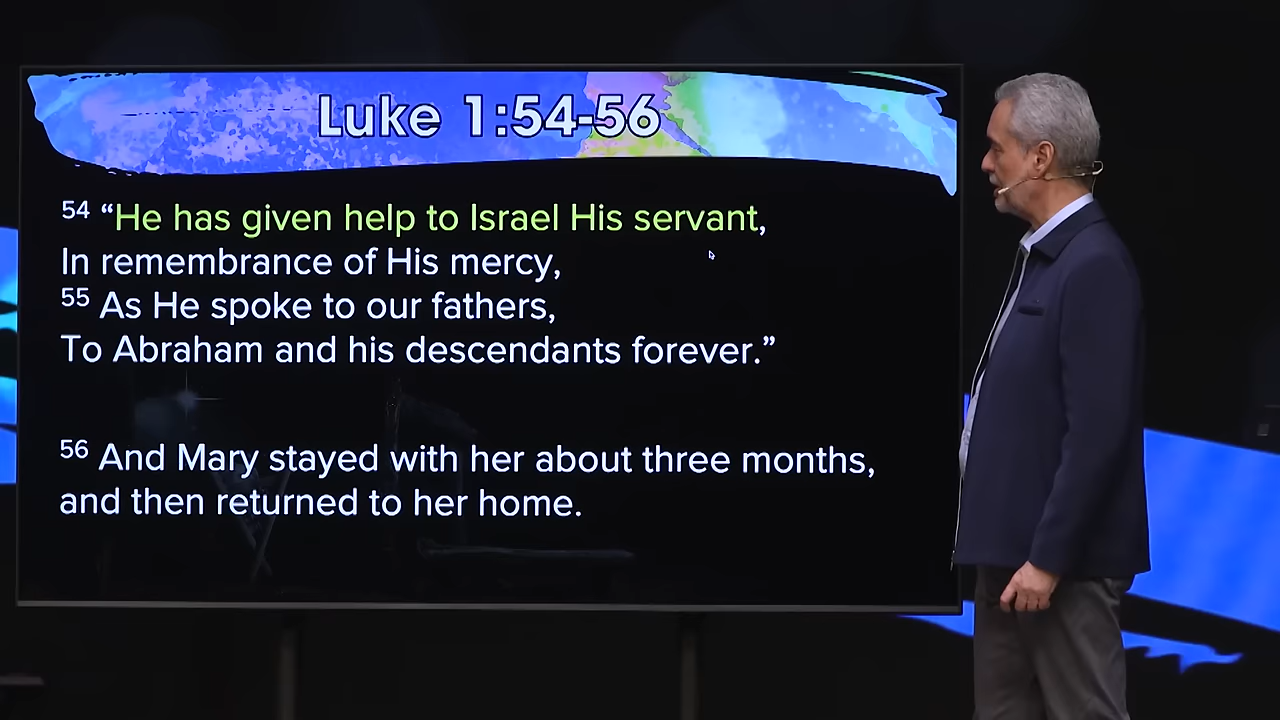 Luke 1:54-56
54 “He has given help to Israel His servant,
In remembrance of His mercy,
55 As He spoke to our fathers,
To Abraham and his descendants forever.”
56 And Mary stayed with her about three months,
and then returned to her home.